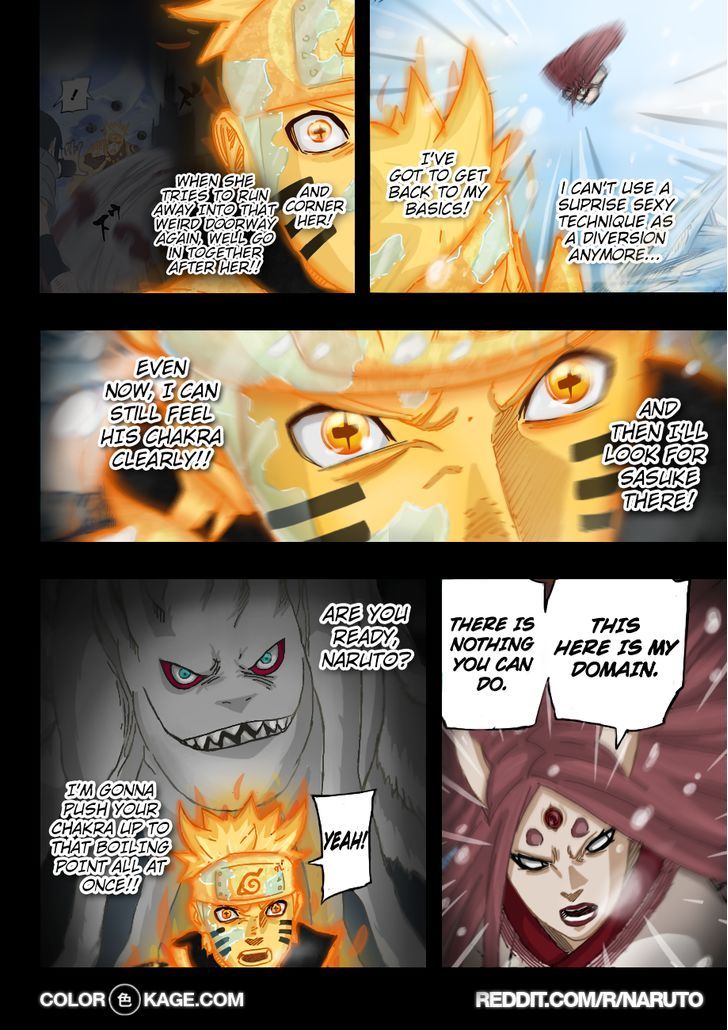 I CAN'T USE A
SUPRISE SEXY
TECHNIQUE AS
A DIVERSION
ANYMORE...
I'VE
GOT TO GET
BACK TO MY
BASICS!
AND
CORNER
HER!
WHEN SHE
TRIES TO RUN
AWAY INTO THAT
WEIRD DOORWAY
AGAIN, WE'LL GO
IN TOGETHER
AFTER HER!!
!
AND
THEN I'LL
LOOK FOR
SASUKE
THERE!
EVEN
NOW, I CAN
STILL FEEL
HIS CHAKRA
CLEARLY!!
THIS
HERE IS MY
DOMAIN.
THERE IS
NOTHING
YOU CAN
DO.
ARE YOU
READY,
NARUTO?
YEAH!
I'M GONNA
PUSH YOUR
CHAKRA UP TO
THAT BOILING
POINT ALL AT
ONCE!!
COLOR 色 KAGE.COM
REDDIT.COM/R/NARUTO